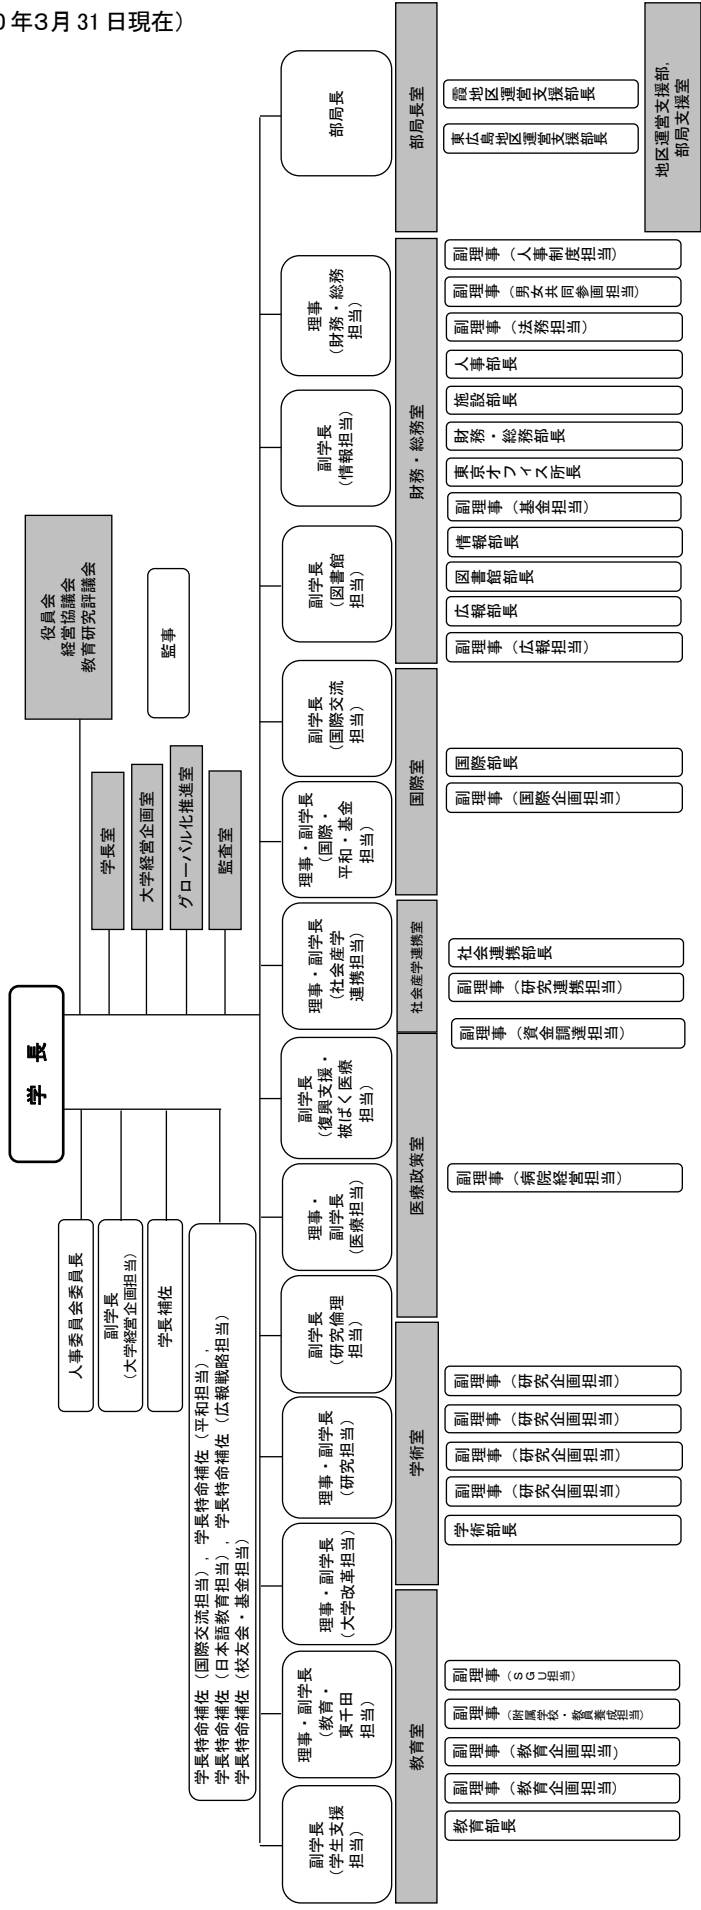 0年3月31日現在）
学 長
役員会
経営協議会
教育研究評議会
監事
学長室
大学経営企画室
グローバル化推進室
監査室
人事委員会委員長
副学長
（大学経営企画担当）
学長補佐
学長特命補佐（国際交流担当），学長特命補佐（平和担当），
学長特命補佐（日本語教育担当），学長特命補佐（広報戦略担当）
学長特命補佐（校友会・基金担当）
副学長
（学生支援
担当）
理事・副学長
（教育・
東千田
担当）
理事・副学長
（大学改革担当）
理事・副学長
（研究担当）
副学長
（研究倫理
担当）
理事・
副学長
（医療担当）
副学長
（復興支援・
被ばく医療
担当）
理事・副学長
（社会産学
連携担当）
理事・副学長
（国際・
平和・基金
担当）
副学長
（国際交流
担当）
副学長
（図書館
担当）
副学長
（情報担当）
理事
（財務・総務
担当）
部局長
教育室
学術室
医療政策室
社会産学連携室
国際室
財務・総務室
部局長室
教育部長
副理事（教育企画担当）
副理事（教育企画担当）
副理事（附属学校・教員養成担当）
副理事（ＳＧＵ担当）
学術部長
副理事（研究企画担当）
副理事（研究企画担当）
副理事（研究企画担当）
副理事（研究企画担当）
副理事（病院経営担当）
副理事（資金調達担当）
副理事（研究連携担当）
社会連携部長
副理事（国際企画担当）
国際部長
副理事（広報担当）
広報部長
図書館部長
情報部長
副理事（基金担当）
東京オフィス所長
財務・総務部長
施設部長
人事部長
副理事（法務担当）
副理事（男女共同参画担当）
副理事（人事制度担当）
東広島地区運営支援部長
霞地区運営支援部長
地区運営支援部，
部局支援室